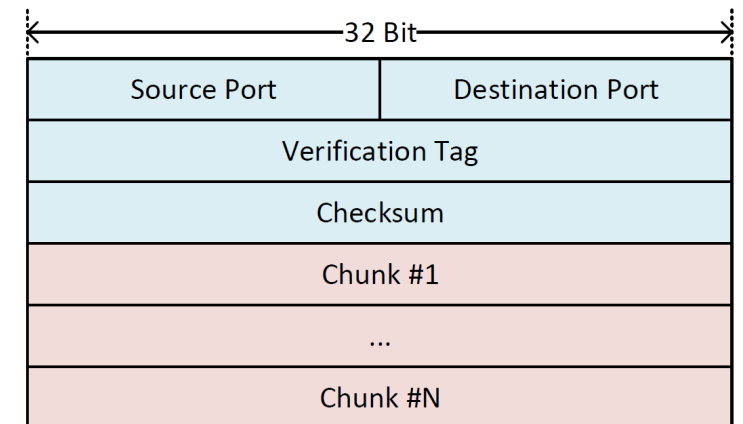 32 Bit
Source Port Destination Port
Verification Tag
Checksum
Chunk #1
...
Chunk #N